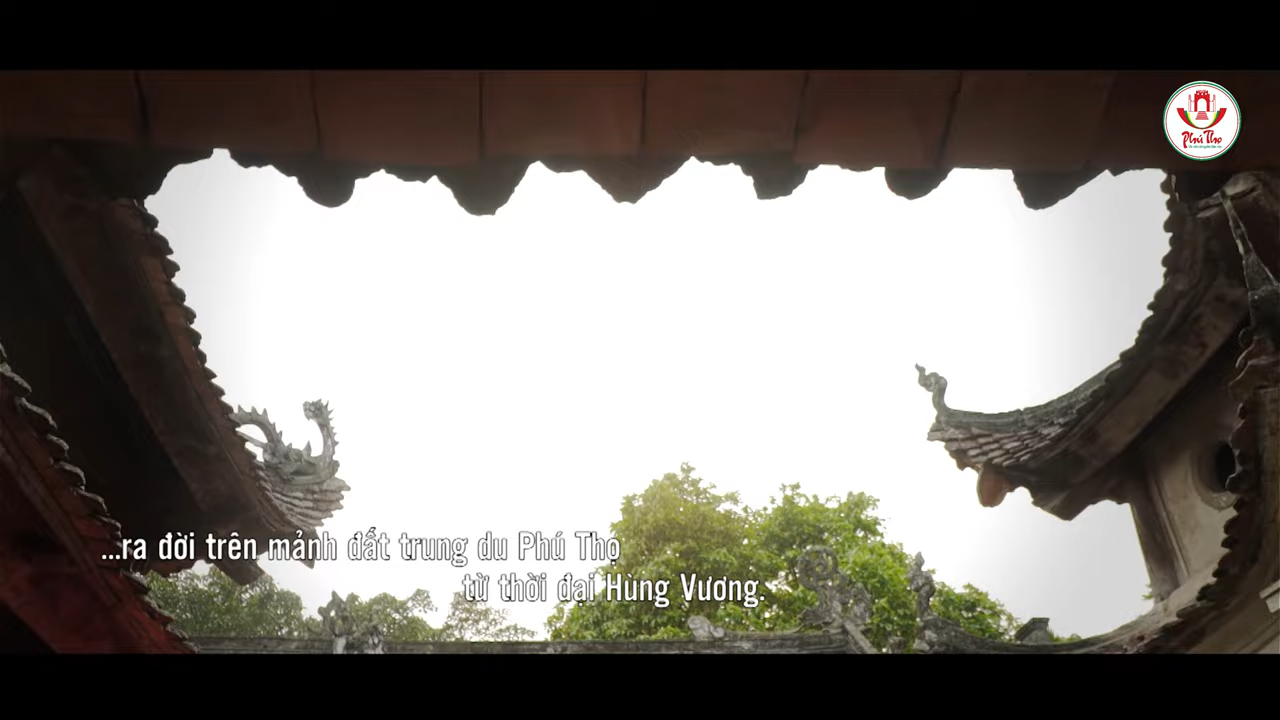 Phú Thọ
...ra đời trên mảnh đất trung du Phú Thọ
từ thời đại Hùng Vương.